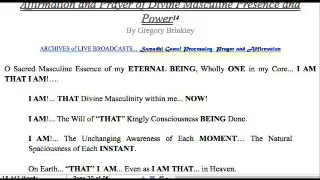 Affirmation and Prayer of Divine Masculine Presence and
Power14
By Gregory Brinkley
ARCHIVES of LIVE BROADCASTS... Samadhi Gami Processing, Prayer and Affirmation
O Sacred Masculine Essence of my ETERNAL BEING, Wholly ONE in my Core... I AM
THAT I AM!....
I AM!... THAT Divine Masculinity within me... NOW!
I AM!... The Will of “THAT” Kingly Consciousness BEING Done.
I AM!... The Unchanging Awareness of Each MOMENT... The Natural
Spaciousness of Each INSTANT.
On Earth... “THAT” I AM... Even as I AM THAT... in Heaven.